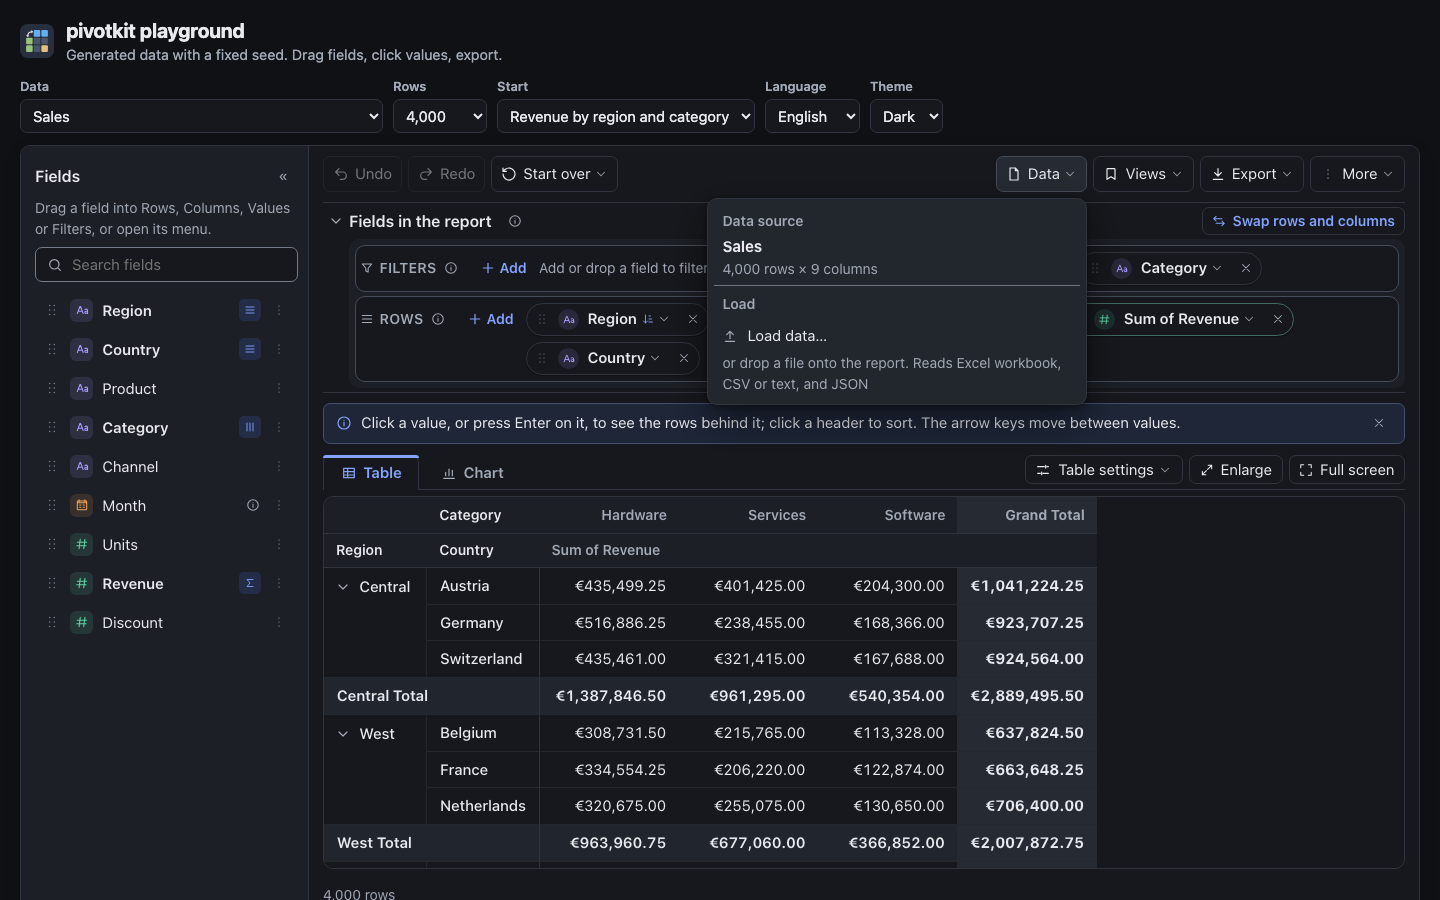 pivotkit playground
Generated data with a fixed seed. Drag fields, click values, export.
Data
Rows
Start
Language
Theme
Sales
4,000
Revenue by region and category
English
Dark
Fields
«
Drag a field into Rows, Columns, Values
or Filters, or open its menu.
Search fields
Aa Region
Aa Country
Aa Product
Aa Category
Aa Channel
Month
# Units
# Revenue Σ
# Discount
Undo
Redo
Start over
Data
Views
Export
More
Fields in the report
Swap rows and columns
FILTERS
+ Add
Add or drop a field to filter
Aa Category
ROWS
+ Add
Aa Region
# Sum of Revenue
Aa Country
Data source
Sales
4,000 rows × 9 columns
Load
Load data...
or drop a file onto the report. Reads Excel workbook,
CSV or text, and JSON
Click a value, or press Enter on it, to see the rows behind it; click a header to sort. The arrow keys move between values.
Table
Chart
Table settings
Enlarge
Full screen
Category Hardware Services Software Grand Total
Region Country Sum of Revenue
Central Austria €435,499.25 €401,425.00 €204,300.00 €1,041,224.25
Germany €516,886.25 €238,455.00 €168,366.00 €923,707.25
Switzerland €435,461.00 €321,415.00 €167,688.00 €924,564.00
Central Total €1,387,846.50 €961,295.00 €540,354.00 €2,889,495.50
West Belgium €308,731.50 €215,765.00 €113,328.00 €637,824.50
France €334,554.25 €206,220.00 €122,874.00 €663,648.25
Netherlands €320,675.00 €255,075.00 €130,650.00 €706,400.00
West Total €963,960.75 €677,060.00 €366,852.00 €2,007,872.75
4,000 rows